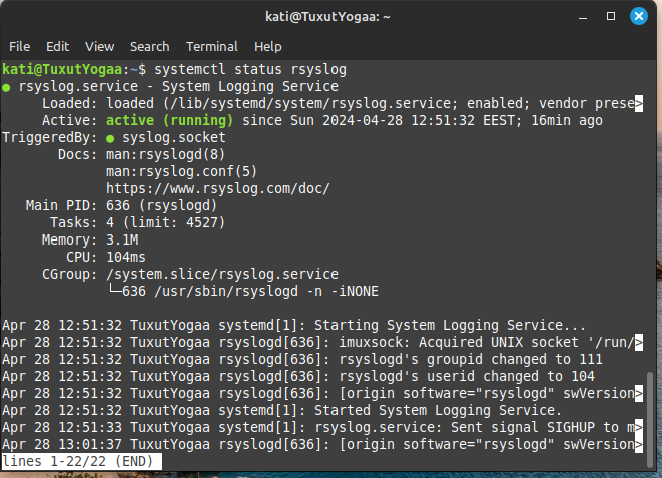 kati@TuxutYogaa: ~
File Edit View Search Terminal Help
kati@TuxutYogaa:~$ systemctl status rsyslog
● rsyslog.service - System Logging Service
     Loaded: loaded (/lib/systemd/system/rsyslog.service; enabled; vendor prese>
     Active: active (running) since Sun 2024-04-28 12:51:32 EEST; 16min ago
TriggeredBy: ● syslog.socket
       Docs: man:rsyslogd(8)
             man:rsyslog.conf(5)
             https://www.rsyslog.com/doc/
   Main PID: 636 (rsyslogd)
      Tasks: 4 (limit: 4527)
     Memory: 3.1M
        CPU: 104ms
     CGroup: /system.slice/rsyslog.service
             └─636 /usr/sbin/rsyslogd -n -iNONE
Apr 28 12:51:32 TuxutYogaa systemd[1]: Starting System Logging Service...
Apr 28 12:51:32 TuxutYogaa rsyslogd[636]: imuxsock: Acquired UNIX socket '/run/>
Apr 28 12:51:32 TuxutYogaa rsyslogd[636]: rsyslogd's groupid changed to 111
Apr 28 12:51:32 TuxutYogaa rsyslogd[636]: rsyslogd's userid changed to 104
Apr 28 12:51:32 TuxutYogaa rsyslogd[636]: [origin software="rsyslogd" swVersion>
Apr 28 12:51:32 TuxutYogaa systemd[1]: Started System Logging Service.
Apr 28 12:51:33 TuxutYogaa systemd[1]: rsyslog.service: Sent signal SIGHUP to m>
Apr 28 13:01:37 TuxutYogaa rsyslogd[636]: [origin software="rsyslogd" swVersion>
lines 1-22/22 (END)